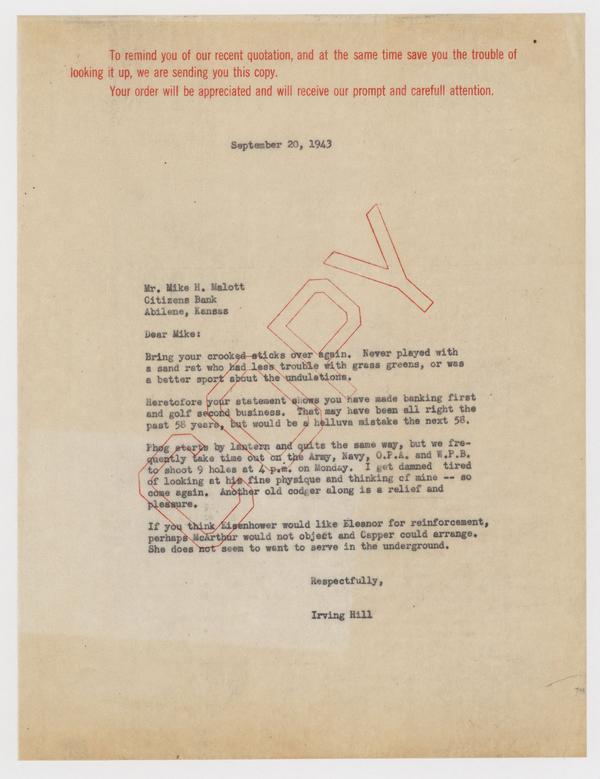 To remind you of our recent quotation, and at the same time save you the trouble of
looking it up, we are sending you this copy.
Your order will be appreciated and will receive our prompt and carefull attention.
September 20, 1943
COPY
Mr. Mike H. Malott
Citizens Bank
Abilene, Kansas
Dear Mike:
Bring your crooked sticks over again.  Never played with
a sand rat who had less trouble with grass greens, or was
a better sport about the undulations.
Heretofore your statement shows you have made banking first
and golf second business.  That may have been all right the
past 58 years, but would be a helluva mistake the next 58.
Phog starts by lantern and quits the same way, but we fre-
quently take time out on the Army, Navy, O.P.A. and W.P.B.
to shoot 9 holes at 4 p.m. on Monday.  I get damned  tired
of looking at his fine physique and thinking of mine -- so
come again.  Another old codger along is a relief and
pleasure.
If you think Eisenhower would like Eleanor for reinforcement,
perhaps McArthur would not object and Capper could arrange.
She does not seem to want to serve in the underground.
Respectfully,
Irving Hill